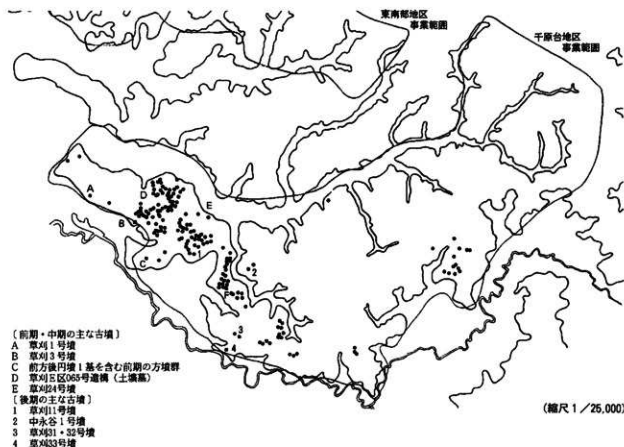 東南部地区
事業範囲
千原台地区
事業範囲
A
D
E
B
C
2
F
3
4
〔前期・中期の主な古墳〕
A 草刈1号墳
B 草刈3号墳
C 前方後円墳1基を含む前期の方墳群
D 草刈E区065号遺構（土壙墓）
E 草刈24号墳
〔後期の主な古墳〕
1 草刈11号墳
2 中永谷1号墳
3 草刈31・32号墳
4 草刈33号墳
(縮尺1／25,000)